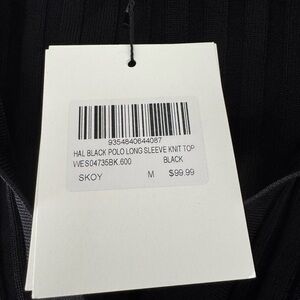 9354840644087
HAL BLACK POLO LONG SLEEVE KNIT TOP
WES04735BK.600 BLACK
SKOY M $99.99